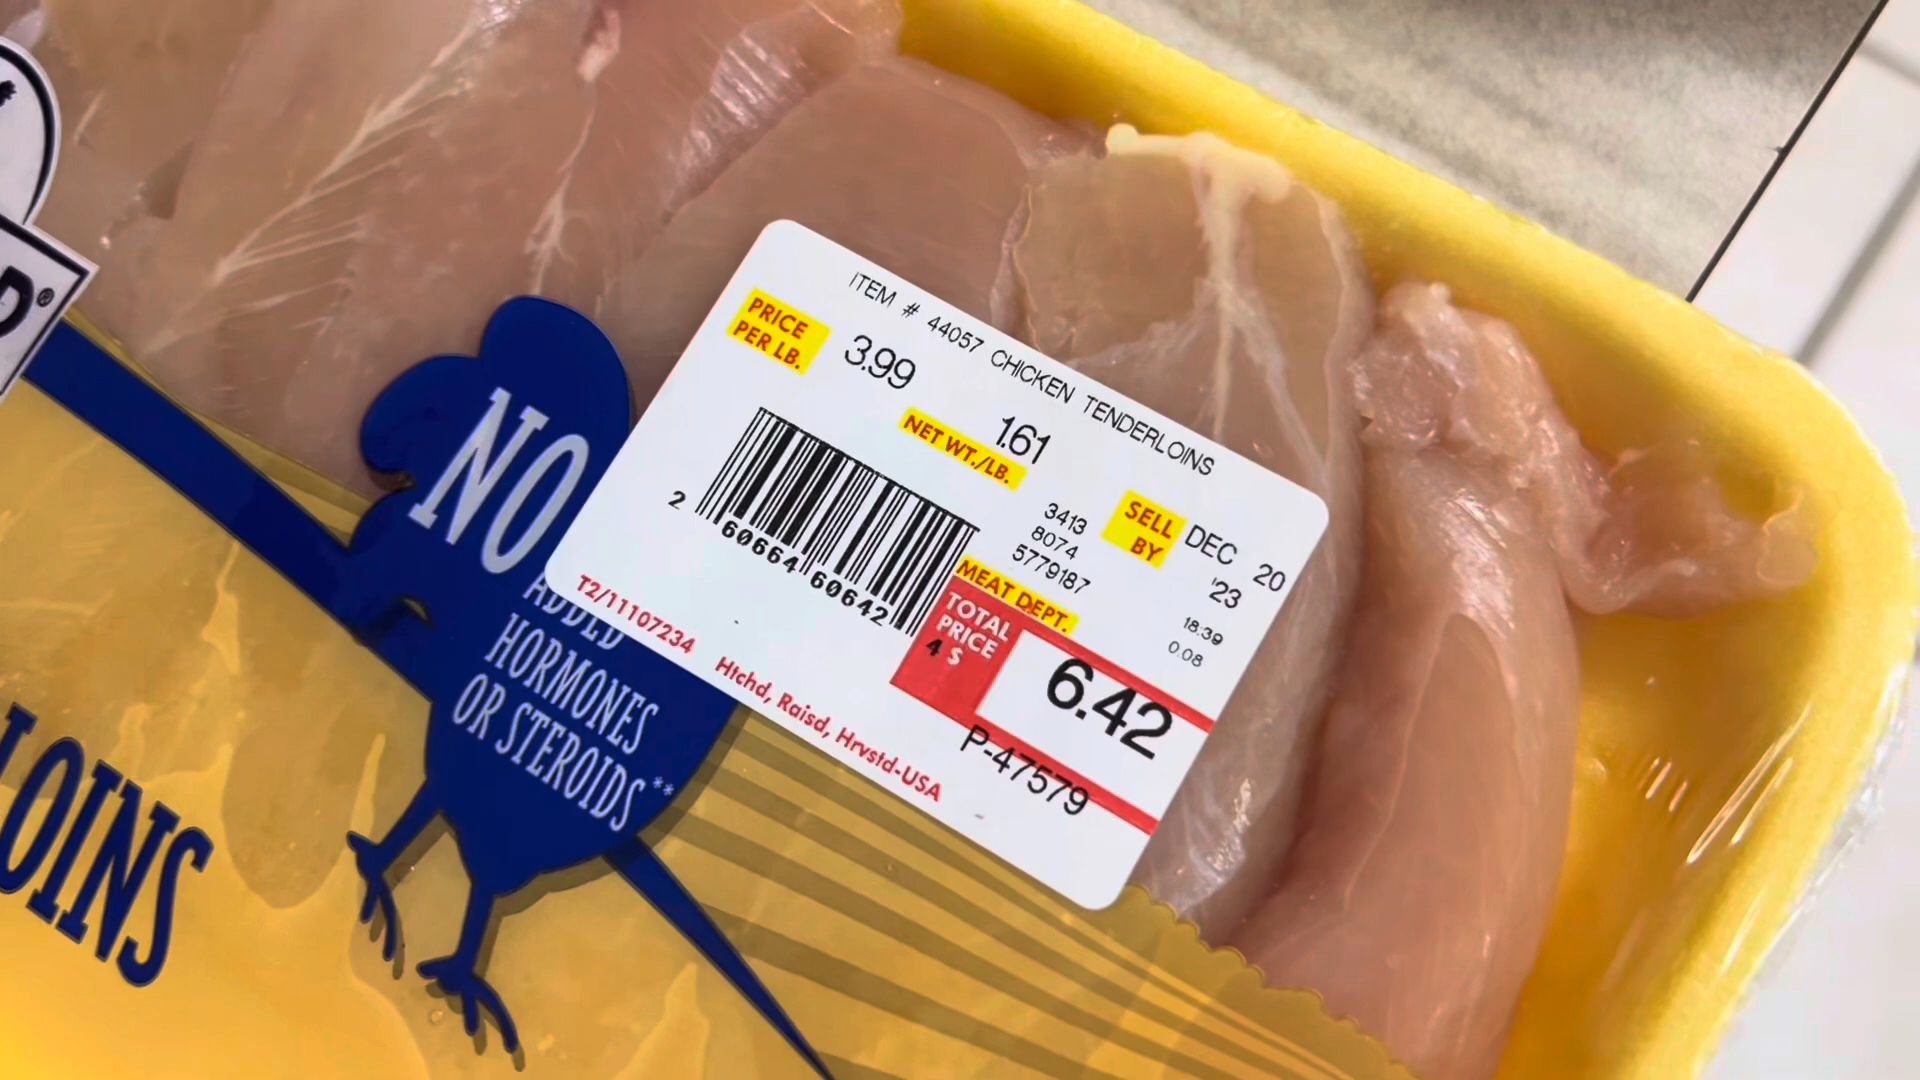 ITEM # 44057 CHICKEN TENDERLOINS
PRICE PER LB.
3.99
NET WT./LB.
1.61
SELL BY
DEC 20 '23
3413
8074
5779187
18:39
0.08
2 60664 60642
MEAT DEPT.
TOTAL PRICE
4 $
6.42
P-47579
T2/11107234 Htchd, Raisd, Hrvstd-USA
NO
ADDED
HORMONES
OR STEROIDS**
LOINS
D®